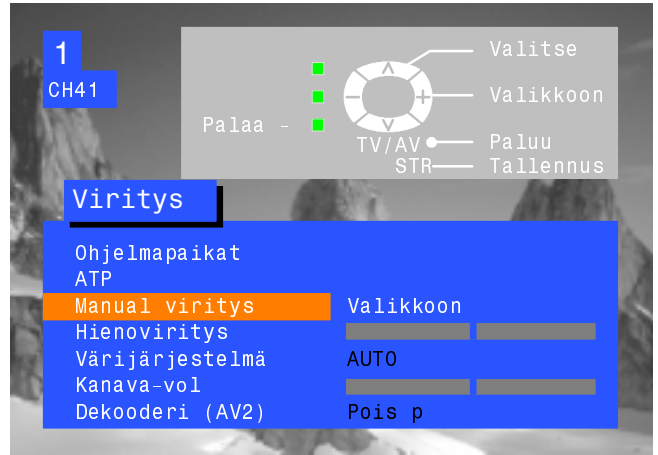 1
CH41
Valitse
Valikkoon
Palaa -
TV/AV Paluu
STR Tallennus
Viritys
Ohjelmapaikat
ATP
Manual viritys Valikkoon
Hienoviritys
Värijärjestelmä AUTO
Kanava-vol
Dekooderi (AV2) Pois p